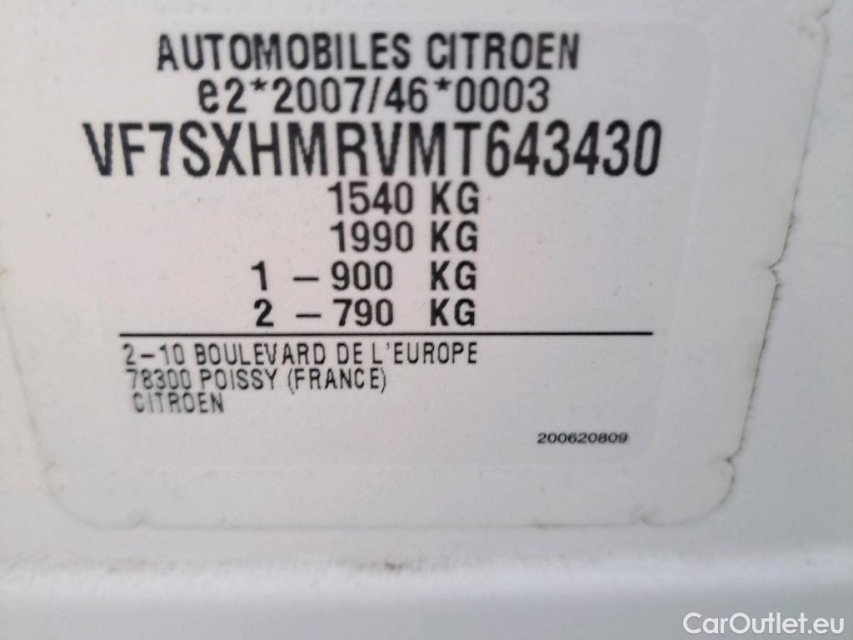 AUTOMOBILES CITROEN
e2*2007/46*0003
VF7SXHMRVMT643430
1540 KG
1990 KG
1 - 900 KG
2 - 790 KG
2-10 BOULEVARD DE L'EUROPE
78300 POISSY (FRANCE)
CITROEN
200620809
CarOutlet.eu